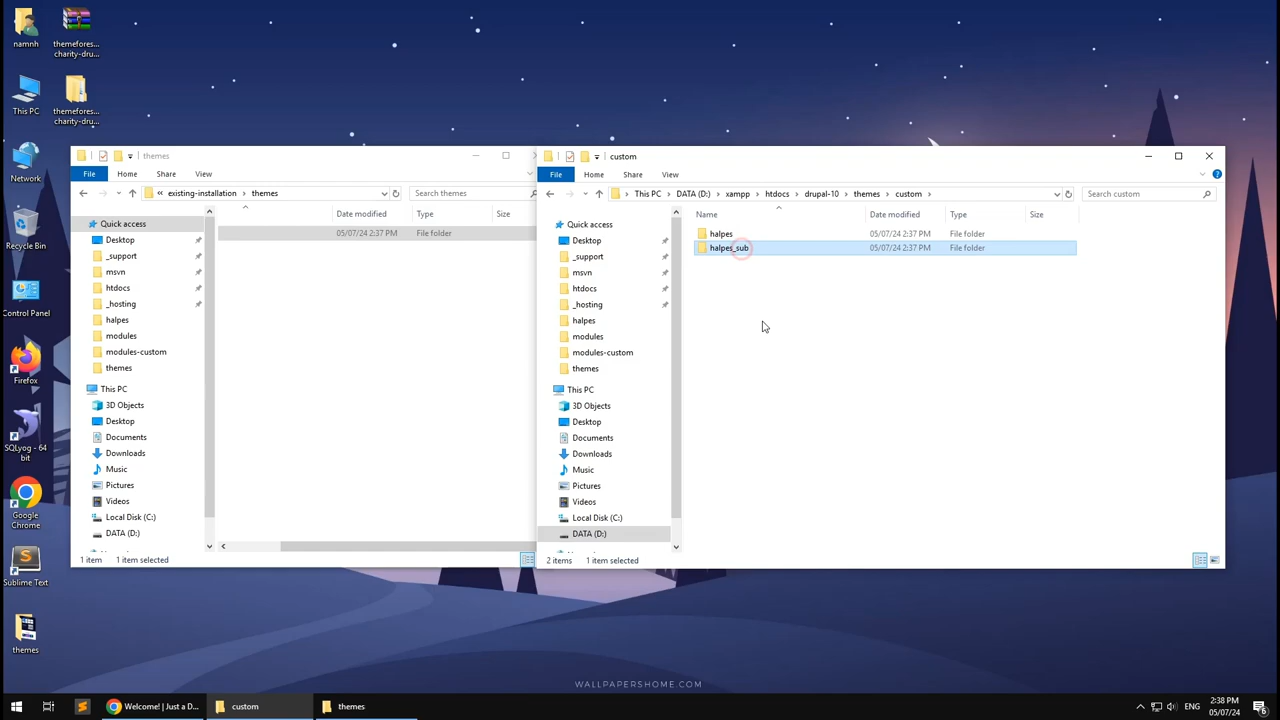 namnh
themefores...
charity-dru...
This PC
themefores...
charity-dru...
Network
Recycle Bin
Control Panel
Firefox
SQLyog - 64
bit
Google
Chrome
Sublime Text
themes
themes
File
Home
Share
View
« existing-installation › themes
Search themes
Date modified
Type
Size
05/07/24 2:37 PM
File folder
Quick access
Desktop
_support
msvn
htdocs
_hosting
halpes
modules
modules-custom
themes
This PC
3D Objects
Desktop
Documents
Downloads
Music
Pictures
Videos
Local Disk (C:)
DATA (D:)
1 item 1 item selected
custom
File
Home
Share
View
This PC › DATA (D:) › xampp › htdocs › drupal-10 › themes › custom ›
Search custom
Name
Date modified
Type
Size
halpes 05/07/24 2:37 PM File folder
halpes_sub 05/07/24 2:37 PM File folder
Quick access
Desktop
_support
msvn
htdocs
_hosting
halpes
modules
modules-custom
themes
This PC
3D Objects
Desktop
Documents
Downloads
Music
Pictures
Videos
Local Disk (C:)
DATA (D:)
2 items 1 item selected
WALLPAPERSHOME.COM
Welcome! | Just a D...
custom
themes
ENG
2:38 PM
05/07/24